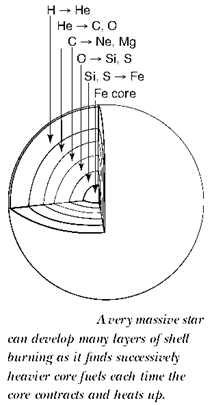 H → He
He → C, O
C → Ne, Mg
O → Si, S
Si, S → Fe
Fe core
A very massive star
can develop many layers of shell
burning as it finds successively
heavier core fuels each time the
core contracts and heats up.